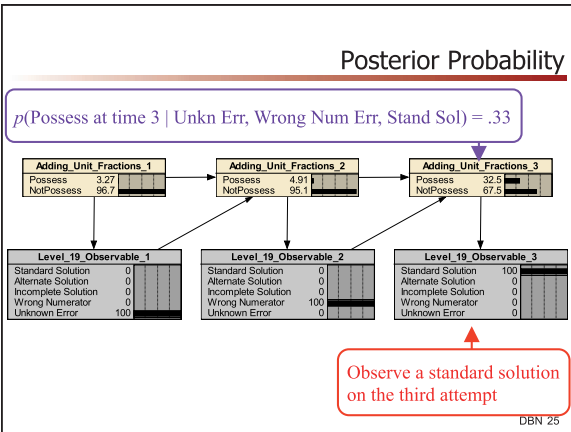 Posterior Probability
p(Possess at time 3 | Unkn Err, Wrong Num Err, Stand Sol) = .33
Adding_Unit_Fractions_1
Possess 3.27
NotPossess 96.7
Adding_Unit_Fractions_2
Possess 4.91
NotPossess 95.1
Adding_Unit_Fractions_3
Possess 32.5
NotPossess 67.5
Level_19_Observable_1
Standard Solution 0
Alternate Solution 0
Incomplete Solution 0
Wrong Numerator 0
Unknown Error 100
Level_19_Observable_2
Standard Solution 0
Alternate Solution 0
Incomplete Solution 0
Wrong Numerator 100
Unknown Error 0
Level_19_Observable_3
Standard Solution 100
Alternate Solution 0
Incomplete Solution 0
Wrong Numerator 0
Unknown Error 0
Observe a standard solution
on the third attempt
DBN 25